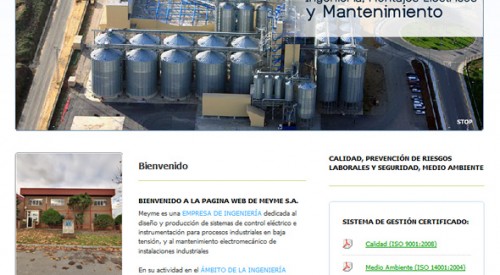 Ingeniería, Montajes Eléctricos
y Mantenimiento
STOP
Bienvenido
BIENVENIDO A LA PAGINA WEB DE MEYME S.A.
Meyme es una EMPRESA DE INGENIERÍA dedicada al
diseño y producción de sistemas de control eléctrico e
instrumentación para procesos industriales en baja
tensión, y al mantenimiento electromecánico de
instalaciones industriales
En su actividad en el ÁMBITO DE LA INGENIERÍA
CALIDAD, PREVENCIÓN DE RIESGOS
LABORALES Y SEGURIDAD, MEDIO AMBIENTE
SISTEMA DE GESTIÓN CERTIFICADO:
Calidad (ISO 9001:2008)
Medio Ambiente (ISO 14001:2004)